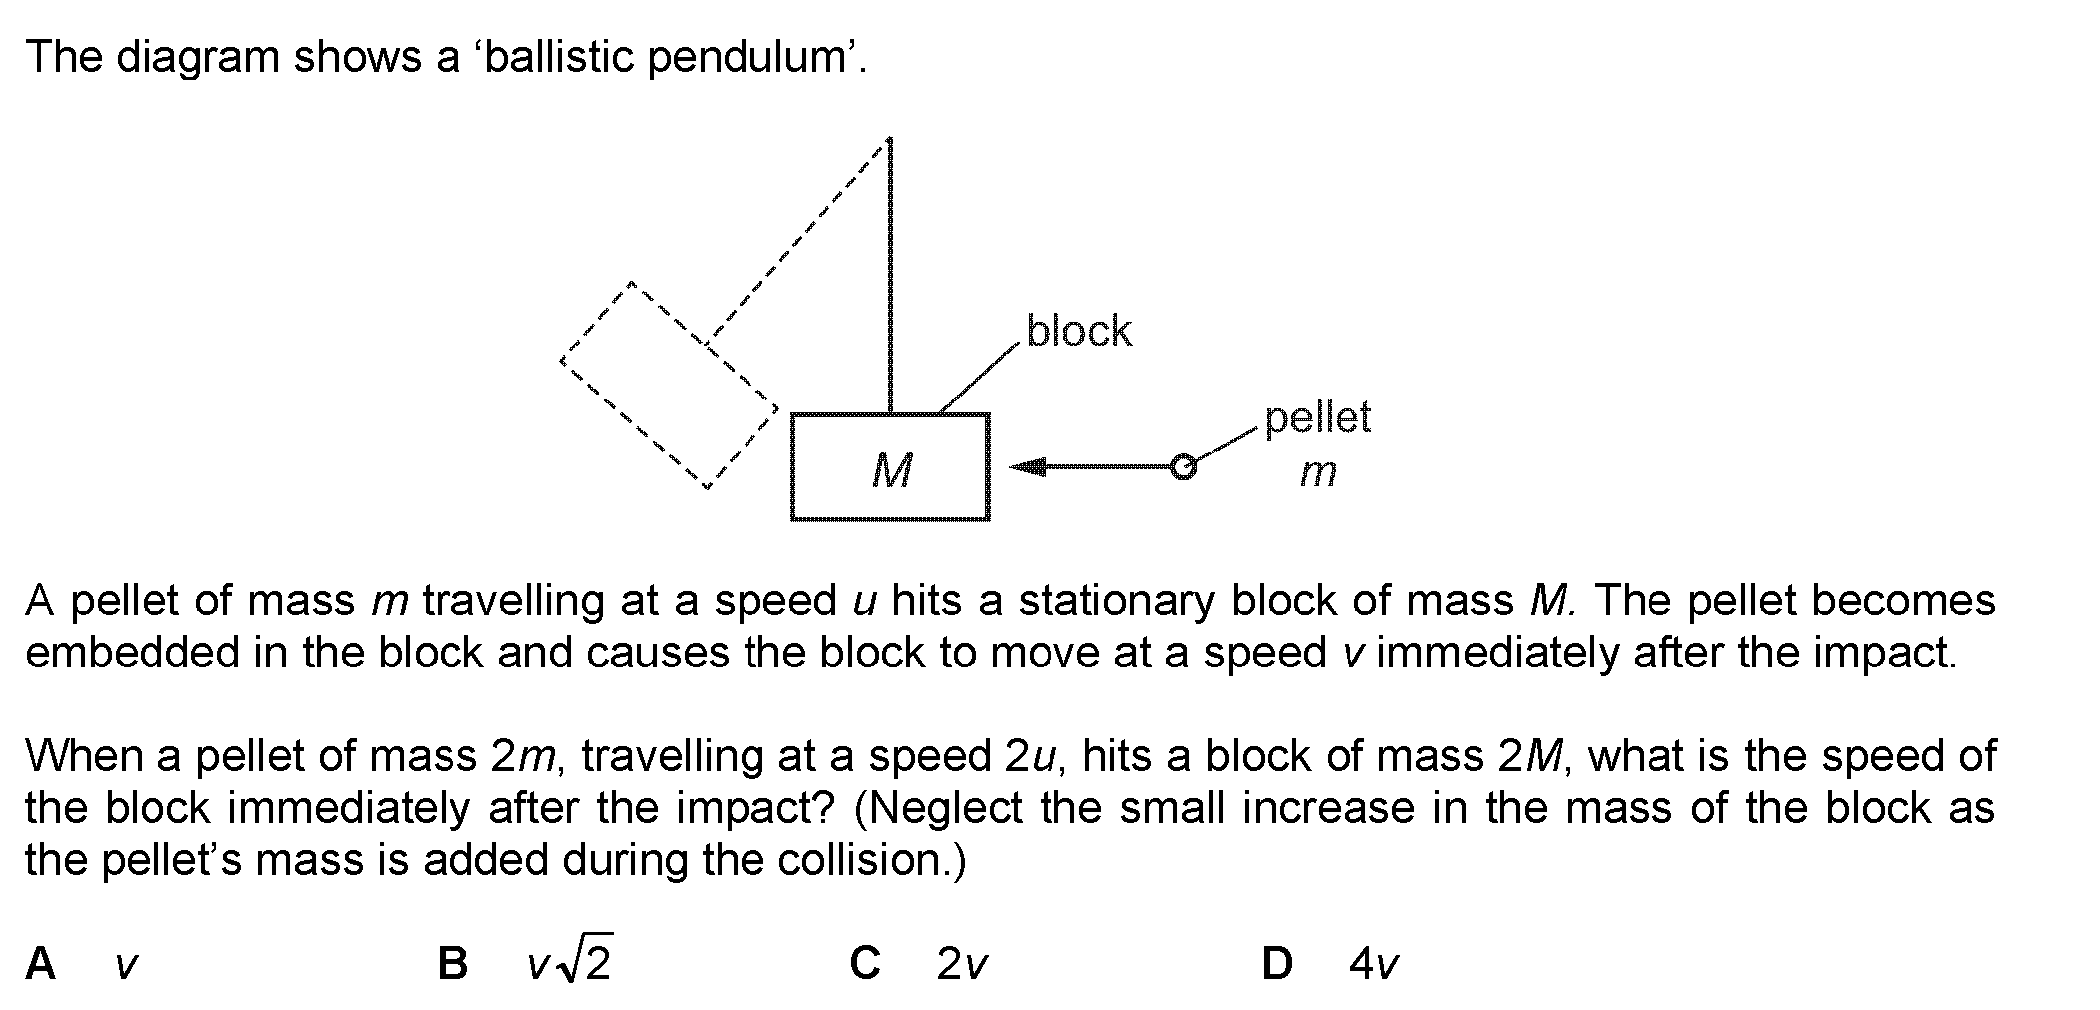 The diagram shows a ‘ballistic pendulum’.
block
pellet
M
m
A pellet of mass m travelling at a speed u hits a stationary block of mass M. The pellet becomes
embedded in the block and causes the block to move at a speed v immediately after the impact.
When a pellet of mass 2m, travelling at a speed 2u, hits a block of mass 2M, what is the speed of
the block immediately after the impact? (Neglect the small increase in the mass of the block as
the pellet’s mass is added during the collision.)
A v B v√2 C 2v D 4v